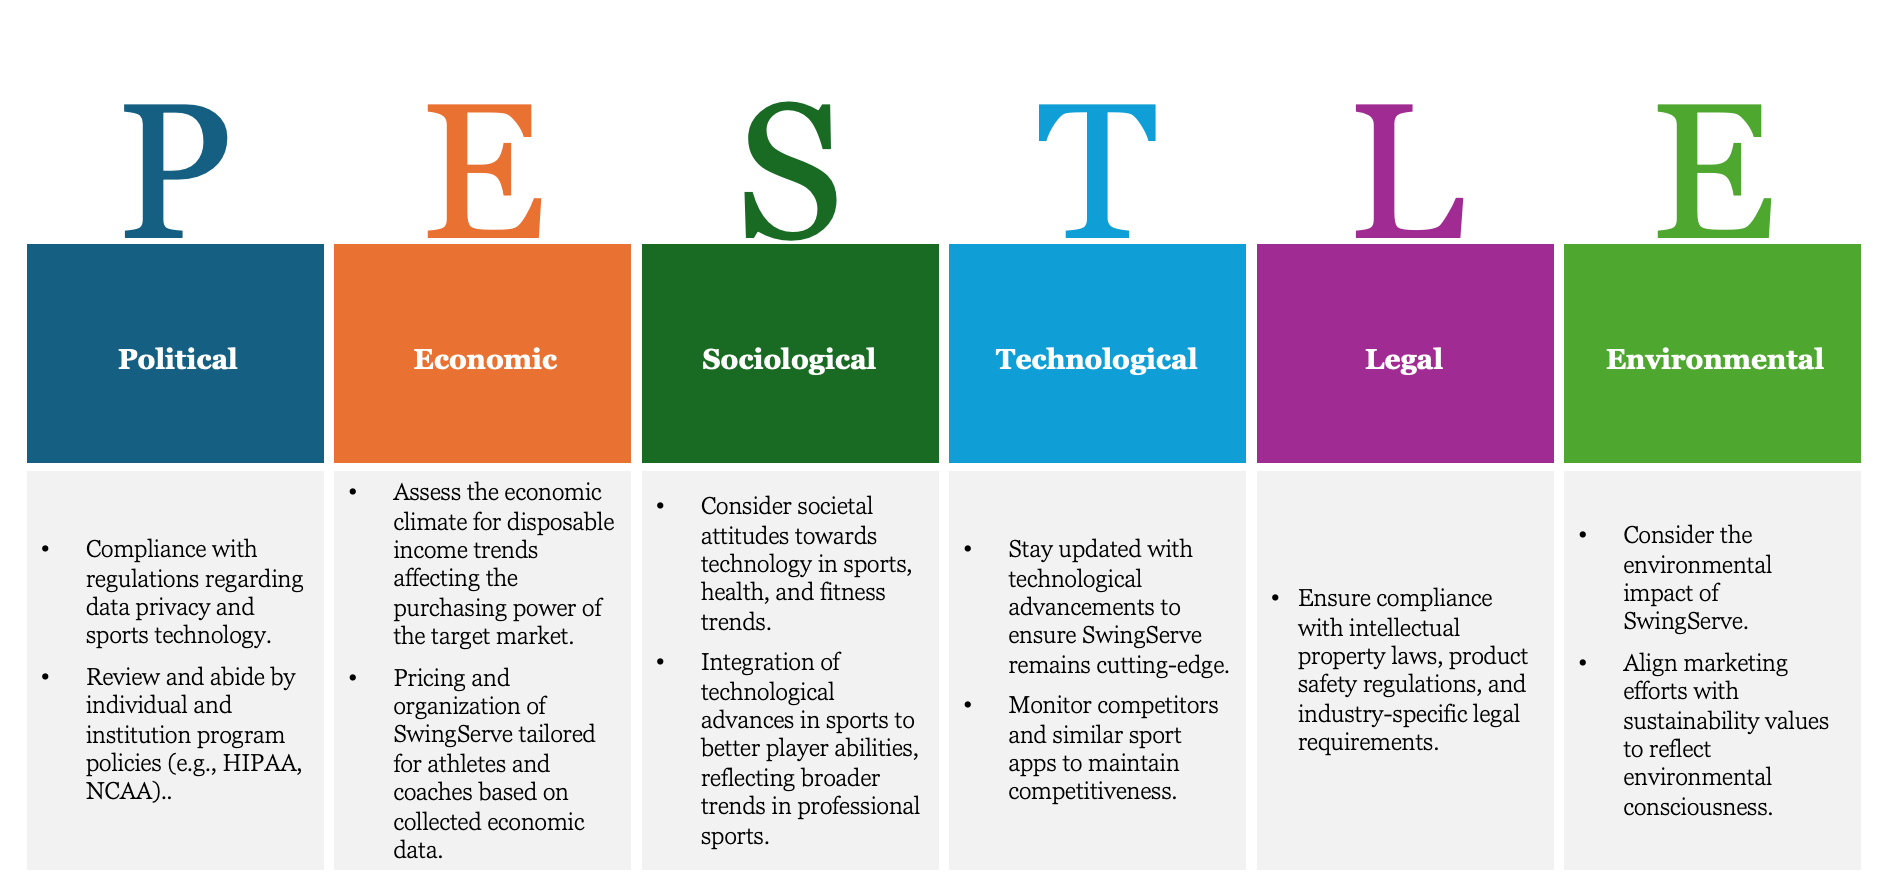 P E S T L E
Political
Economic
Sociological
Technological
Legal
Environmental
• Compliance with
regulations regarding
data privacy and
sports technology.
• Review and abide by
individual and
institution program
policies (e.g., HIPAA,
NCAA)..
• Assess the economic
climate for disposable
income trends
affecting the
purchasing power of
the target market.
• Pricing and
organization of
SwingServe tailored
for athletes and
coaches based on
collected economic
data.
• Consider societal
attitudes towards
technology in sports,
health, and fitness
trends.
• Integration of
technological
advances in sports to
better player abilities,
reflecting broader
trends in professional
sports.
• Stay updated with
technological
advancements to
ensure SwingServe
remains cutting-edge.
• Monitor competitors
and similar sport
apps to maintain
competitiveness.
• Ensure compliance
with intellectual
property laws, product
safety regulations, and
industry-specific legal
requirements.
• Consider the
environmental
impact of
SwingServe.
• Align marketing
efforts with
sustainability values
to reflect
environmental
consciousness.